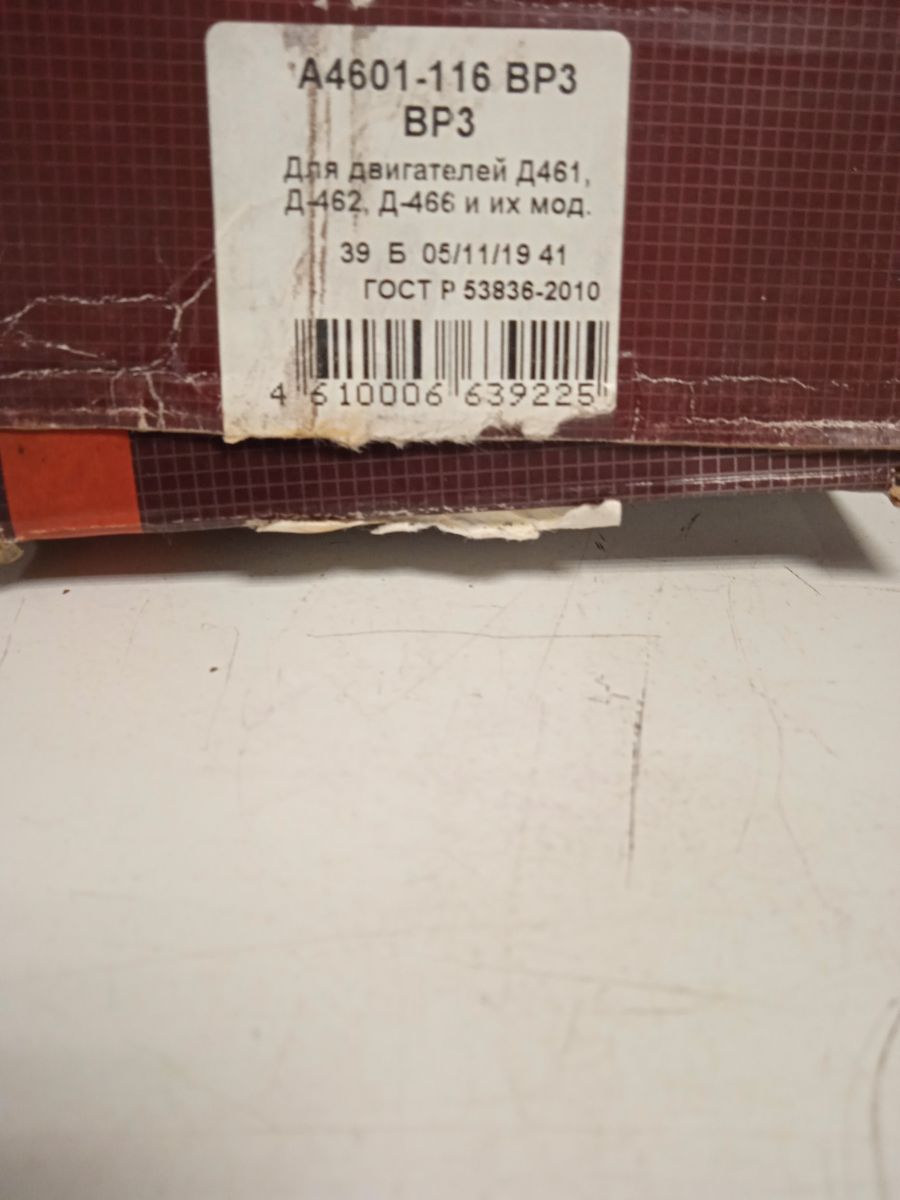 А4601-116 ВРЗ
ВРЗ
Для двигателей Д461,
Д-462, Д-466 и их мод.
39 Б 05/11/19 41
ГОСТ Р 53836-2010
4 610006 639225